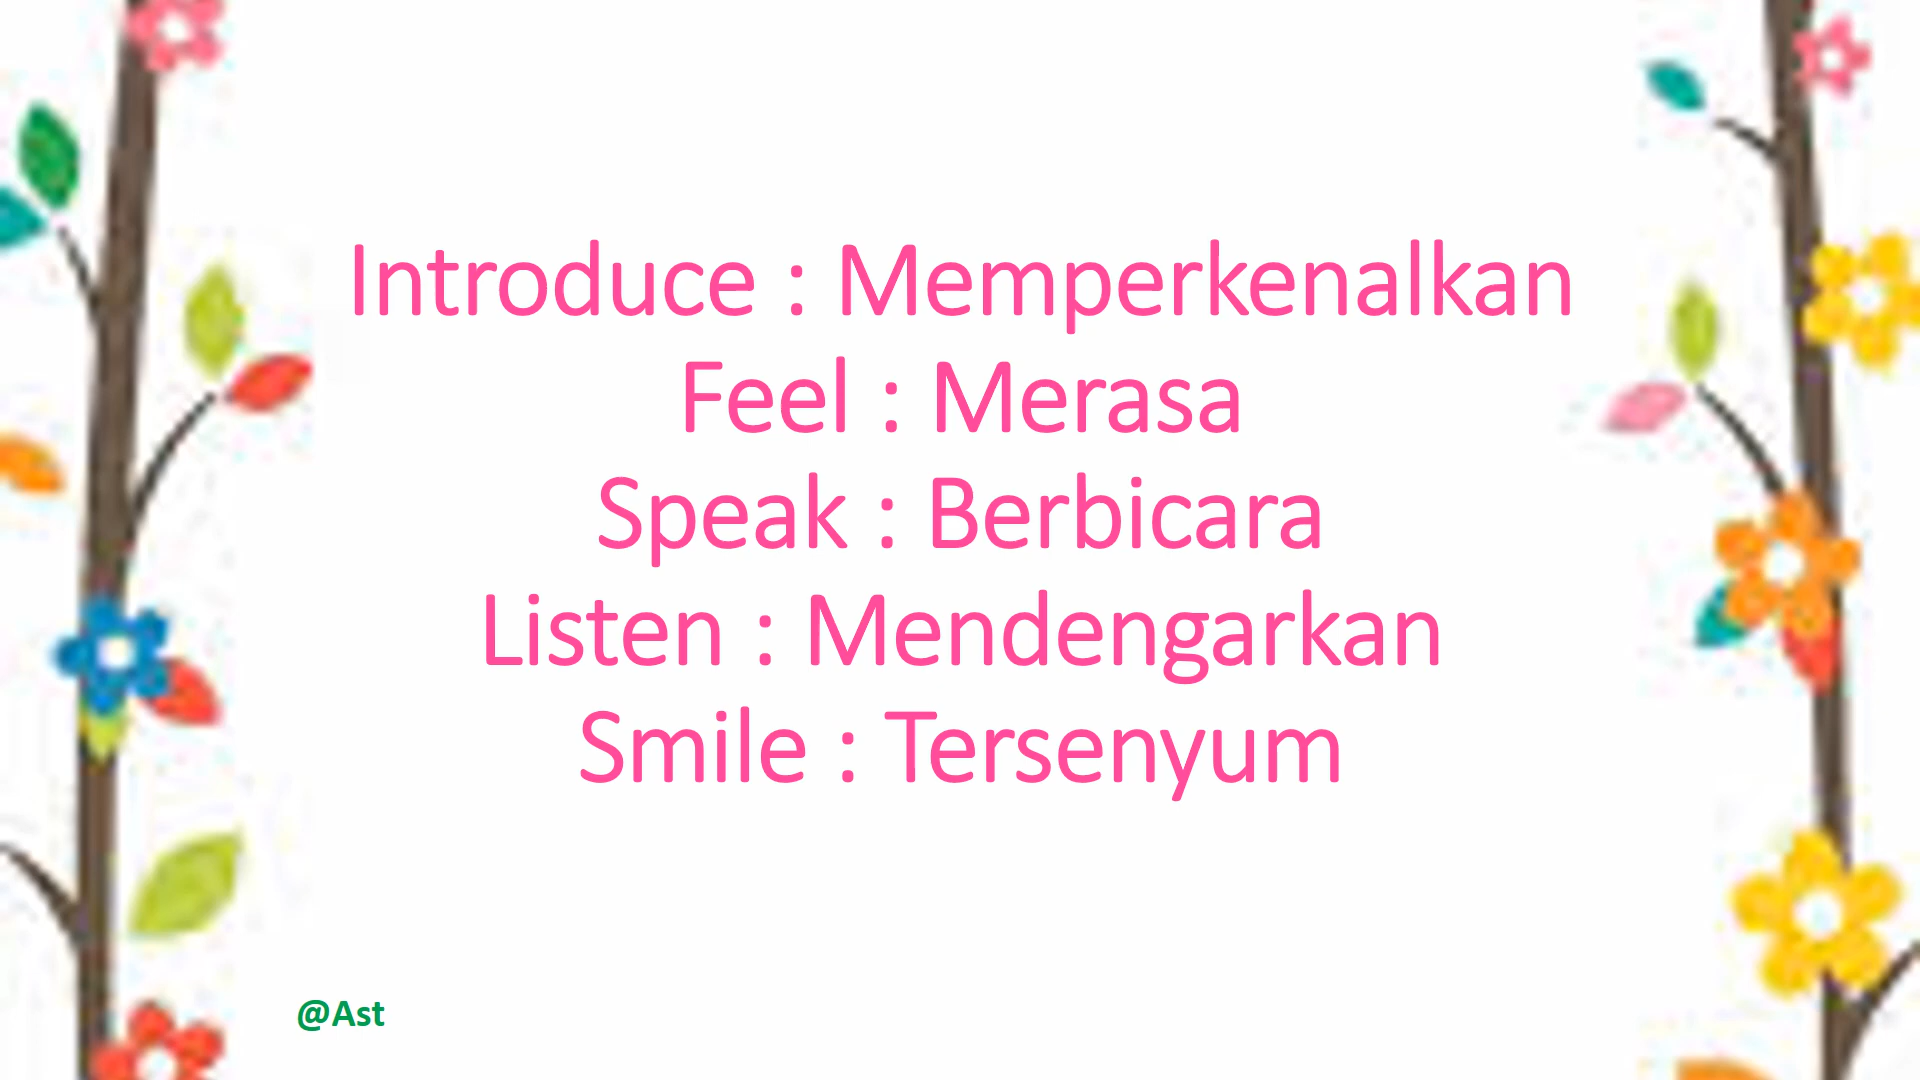 Introduce : Memperkenalkan
Feel : Merasa
Speak : Berbicara
Listen : Mendengarkan
Smile : Tersenyum
@Ast